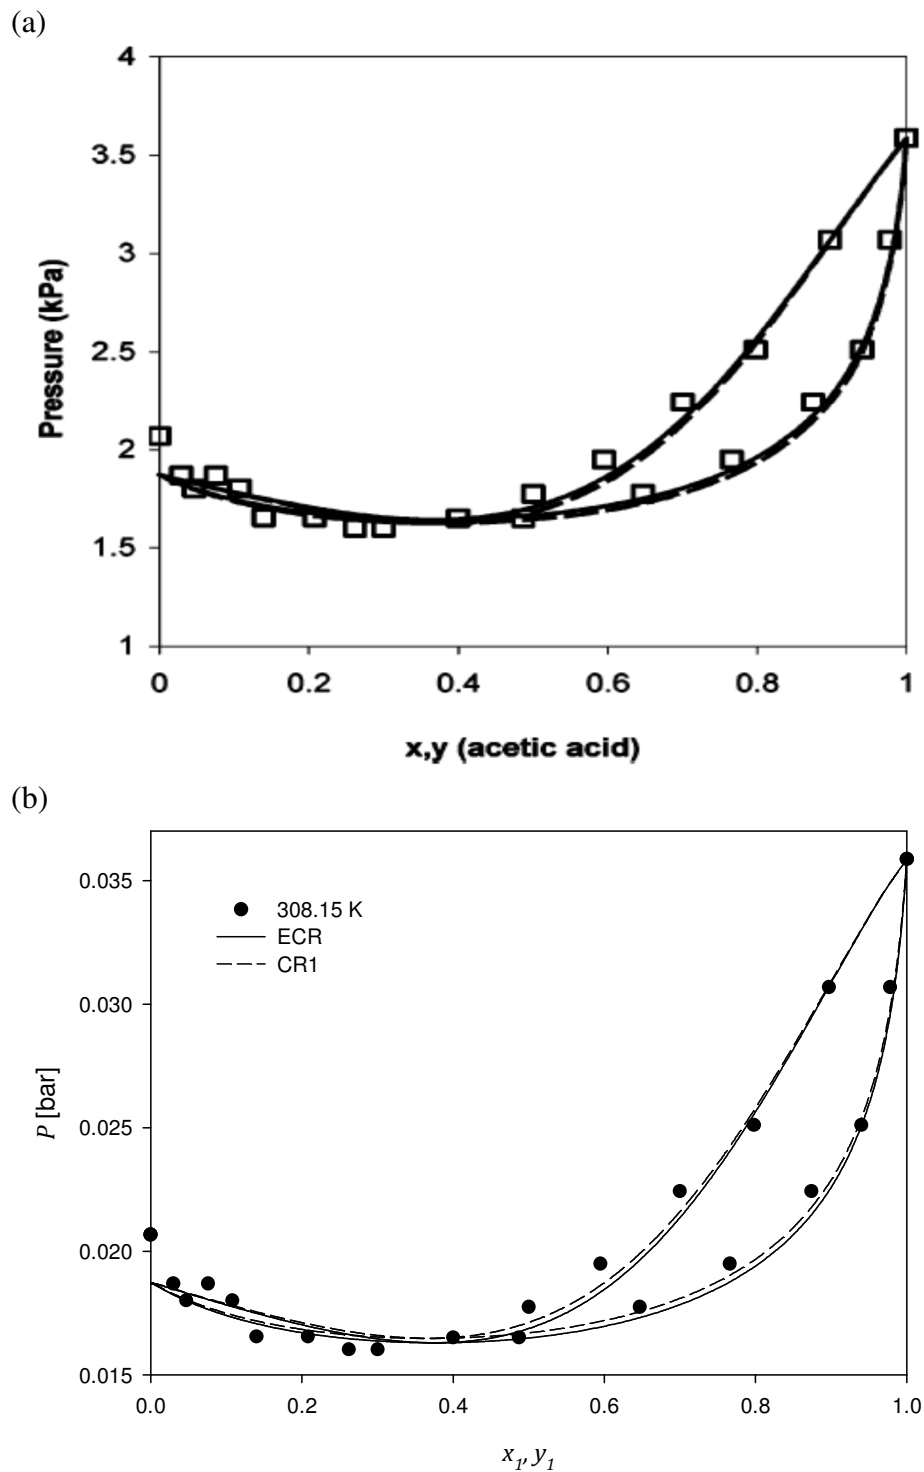 (a)
4
3.5
3
2.5
2
1.5
1
Pressure (kPa)
0 0.2 0.4 0.6 0.8 1
x,y (acetic acid)
(b)
0.035
0.030
0.025
0.020
0.015
P [bar]
308.15 K
ECR
CR1
0.0 0.2 0.4 0.6 0.8 1.0
x1, y1